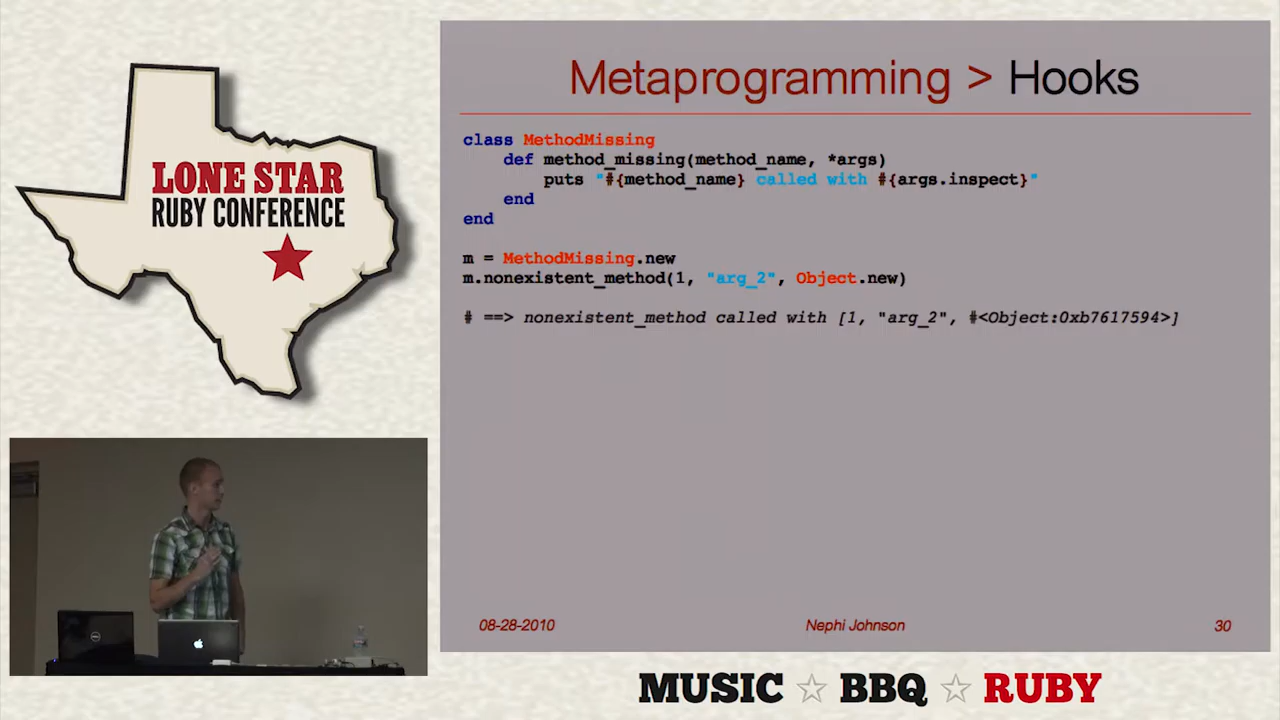 LONE STAR
RUBY CONFERENCE
Metaprogramming > Hooks
class MethodMissing
    def method_missing(method_name, *args)
        puts "#{method_name} called with #{args.inspect}"
    end
end
m = MethodMissing.new
m.nonexistent_method(1, "arg_2", Object.new)
# ==> nonexistent_method called with [1, "arg_2", #<Object:0xb7617594>]
08-28-2010 Nephi Johnson 30
MUSIC ☆ BBQ ☆ RUBY